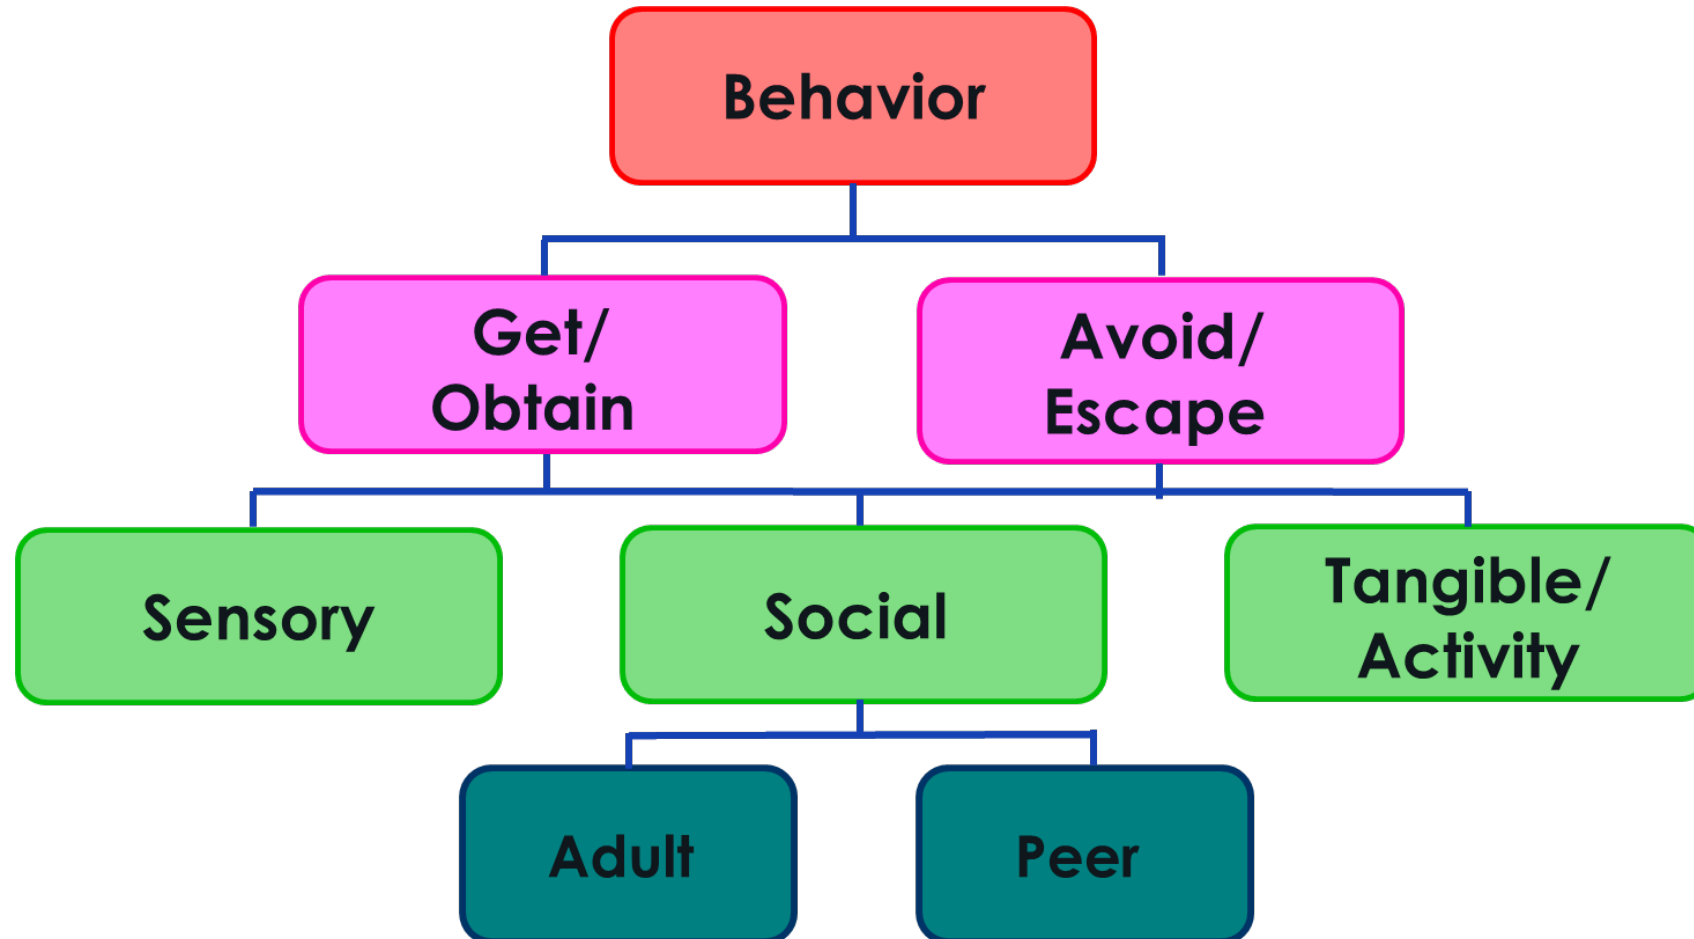 Behavior
Get/
Obtain
Avoid/
Escape
Sensory
Social
Tangible/
Activity
Adult
Peer